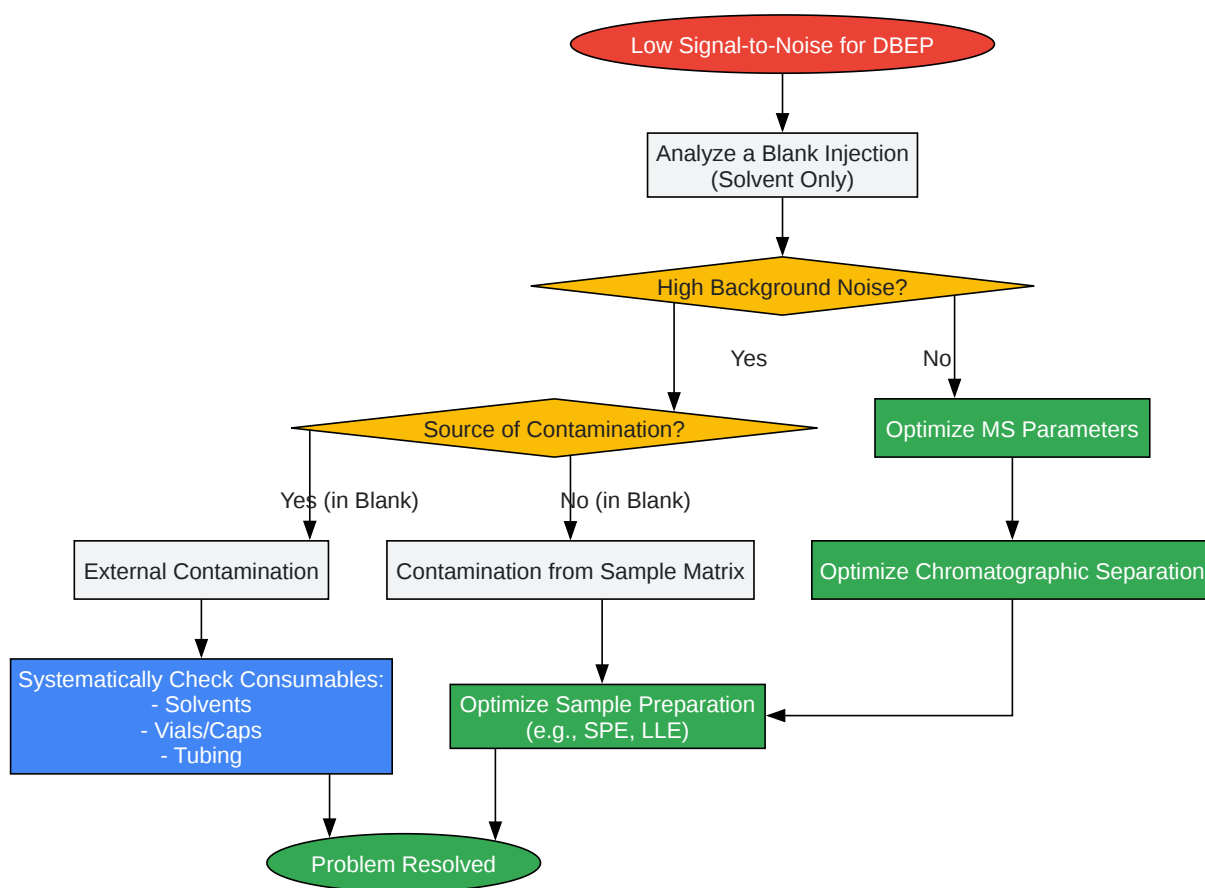 Low Signal-to-Noise for DBEP
Analyze a Blank Injection
(Solvent Only)
High Background Noise?
Yes
No
Source of Contamination?
Optimize MS Parameters
Yes (in Blank)
No (in Blank)
External Contamination
Contamination from Sample Matrix
Optimize Chromatographic Separation
Systematically Check Consumables:
- Solvents
- Vials/Caps
- Tubing
Optimize Sample Preparation
(e.g., SPE, LLE)
Problem Resolved